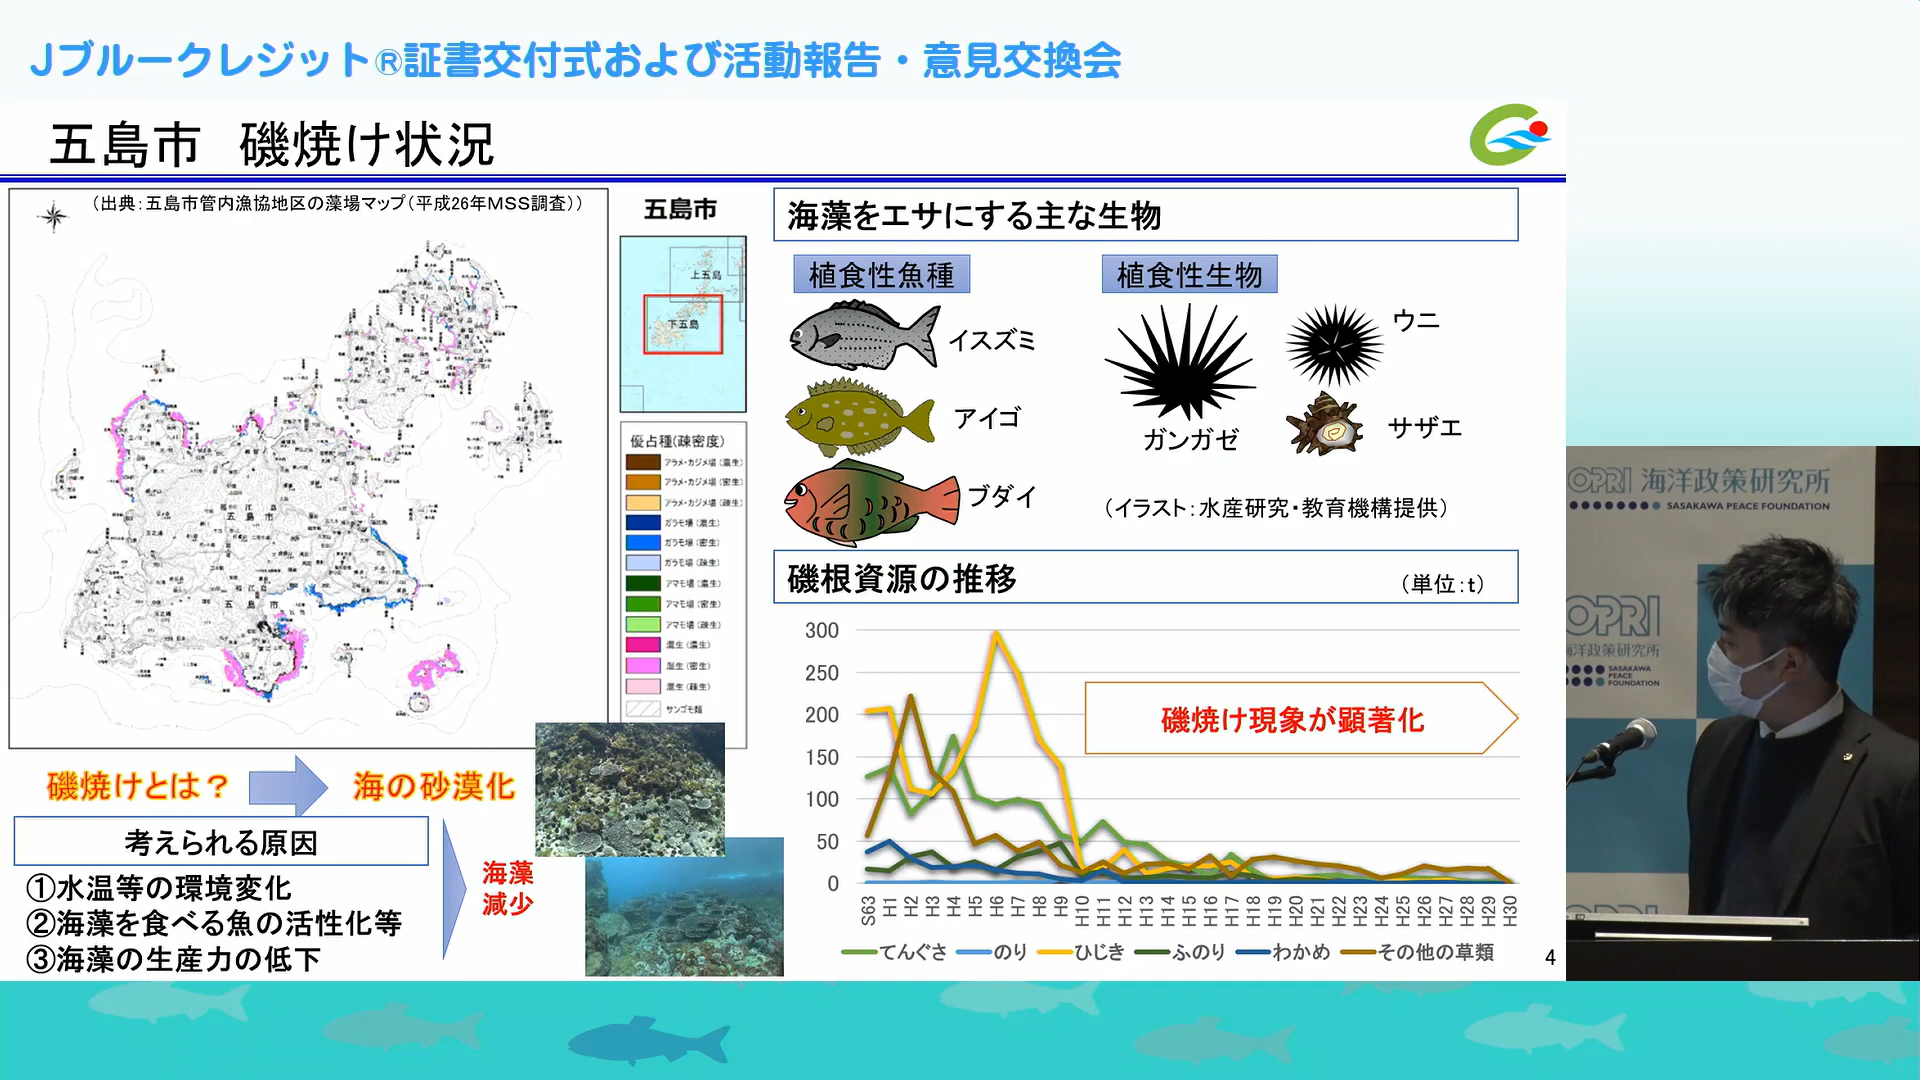 Jブルークレジット®証書交付式および活動報告・意見交換会
五島市　磯焼け状況
（出典：五島市管内漁協地区の藻場マップ（平成26年MSS調査））
五島市
上五島
下五島
優占種(疎密度)
アラメ・カジメ場（濃生）
アラメ・カジメ場（密生）
アラメ・カジメ場（疎生）
ガラモ場（濃生）
ガラモ場（密生）
ガラモ場（疎生）
アマモ場（濃生）
アマモ場（密生）
アマモ場（疎生）
混生（濃生）
混生（密生）
混生（疎生）
サンゴモ類
磯焼けとは？
海の砂漠化
考えられる原因
①水温等の環境変化
②海藻を食べる魚の活性化等
③海藻の生産力の低下
海藻
減少
海藻をエサにする主な生物
植食性魚種
植食性生物
イスズミ
アイゴ
ブダイ
ガンガゼ
ウニ
サザエ
（イラスト：水産研究・教育機構提供）
磯根資源の推移
（単位：t）
300
250
200
150
100
50
0
磯焼け現象が顕著化
S63 H1 H2 H3 H4 H5 H6 H7 H8 H9 H10 H11 H12 H13 H14 H15 H16 H17 H18 H19 H20 H21 H22 H23 H24 H25 H26 H27 H28 H29 H30
てんぐさ のり ひじき ふのり わかめ その他の草類
4
OPRI 海洋政策研究所
SASAKAWA PEACE FOUNDATION
OPRI
海洋政策研究所
SASAKAWA
PEACE
FOUNDATION